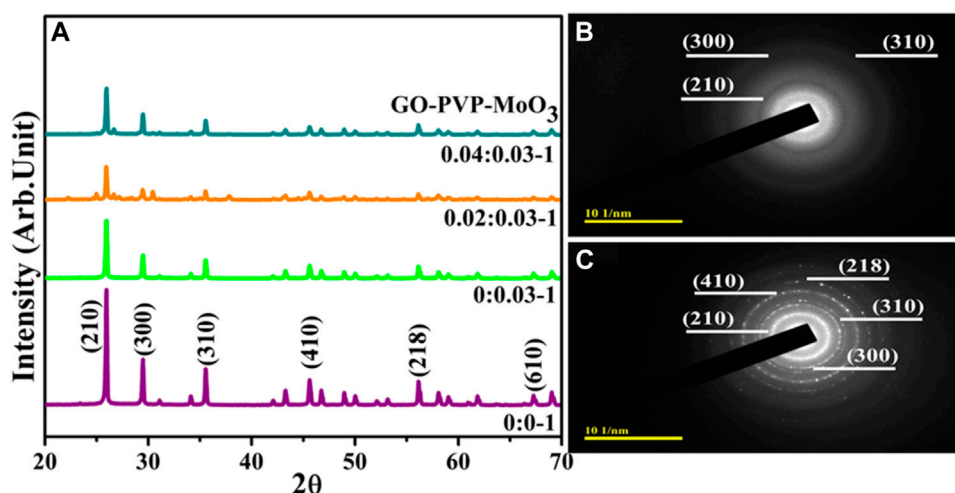 A
Intensity (Arb.Unit)
GO-PVP-MoO₃
0.04:0.03-1
0.02:0.03-1
0:0.03-1
(210)
(300)
(310)
(410)
(218)
(610)
0:0-1
20 30 40 50 60 70
2θ
B
(300)
(310)
(210)
10 1/nm
C
(218)
(410)
(310)
(210)
(300)
10 1/nm